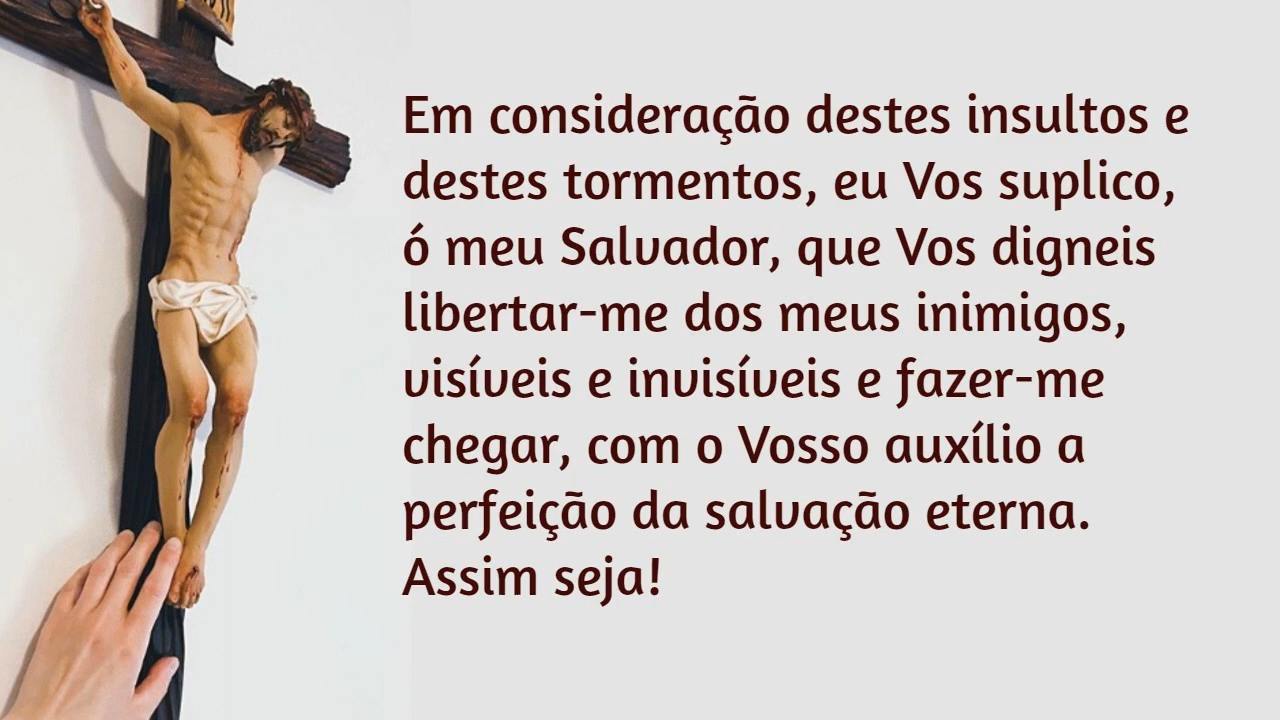 Em consideração destes insultos e
destes tormentos, eu Vos suplico,
ó meu Salvador, que Vos digneis
libertar-me dos meus inimigos,
visíveis e invisíveis e fazer-me
chegar, com o Vosso auxílio a
perfeição da salvação eterna.
Assim seja!